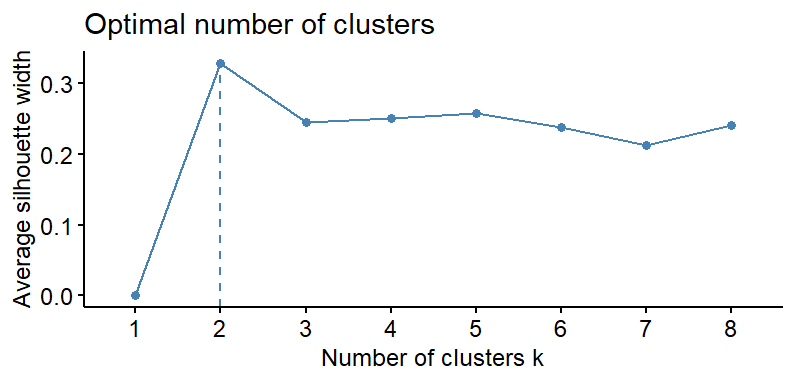 Optimal number of clusters
Average silhouette width
0.3
0.2
0.1
0.0
1 2 3 4 5 6 7 8
Number of clusters k